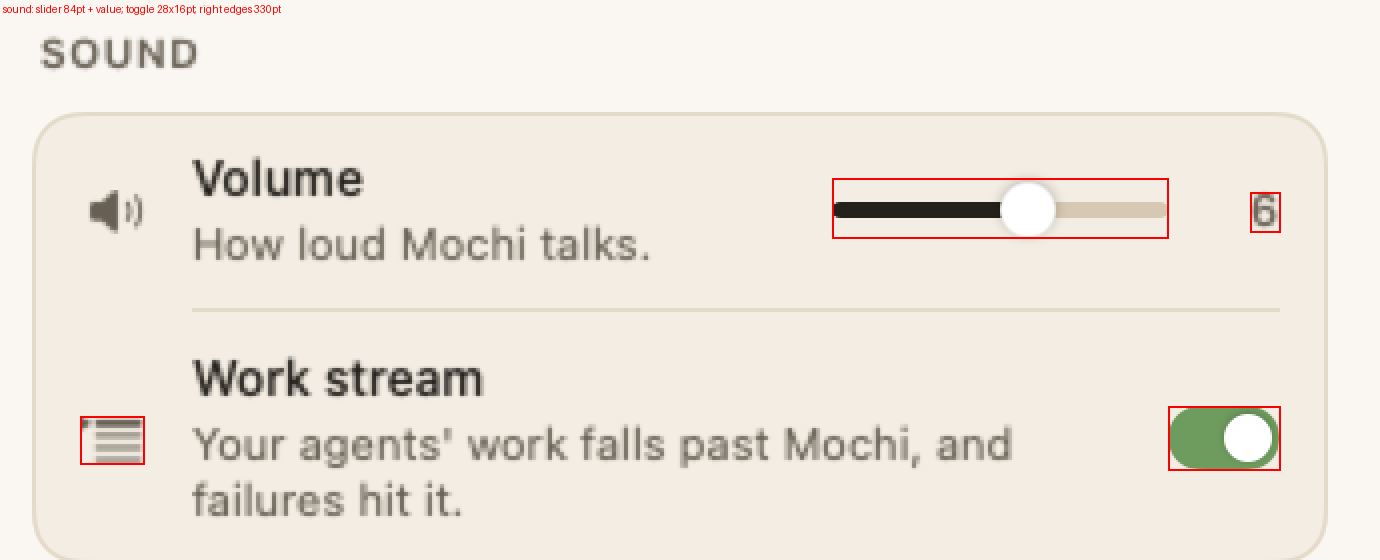 sound: slider 84pt + value; toggle 28x16pt; right edges 330pt
SOUND
Volume
How loud Mochi talks.
6
Work stream
Your agents' work falls past Mochi, and
failures hit it.